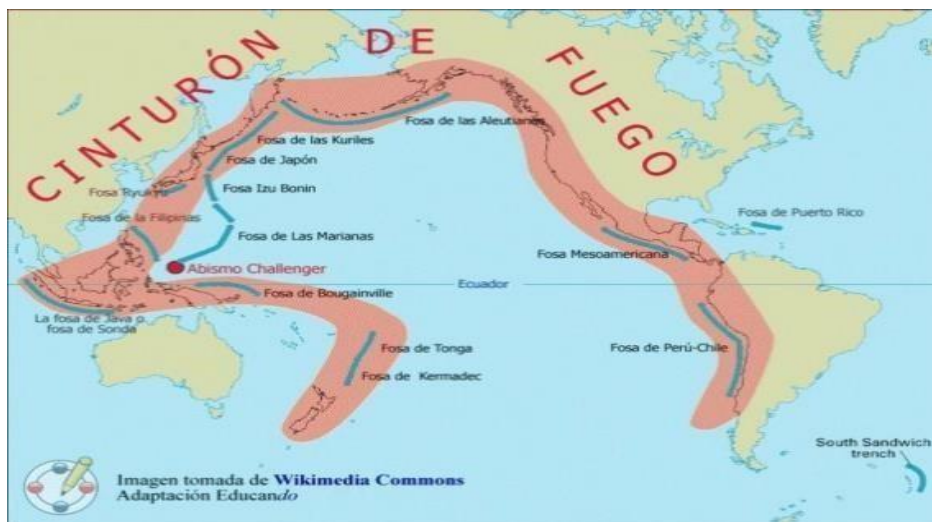 CINTURÓN DE FUEGO
Fosa de las Aleutianas
Fosa de las Kuriles
Fosa de Japón
Fosa Ryukyu
Fosa Izu Bonin
Fosa de la Filipinas
Fosa de Las Marianas
Fosa de Puerto Rico
Abismo Challenger
Fosa Mesoamericana
Ecuador
Fosa de Bougainville
La fosa de Java o
fosa de Sonda
Fosa de Tonga
Fosa de Perú-Chile
Fosa de Kermadec
South Sandwich
trench
Imagen tomada de Wikimedia Commons
Adaptación Educando